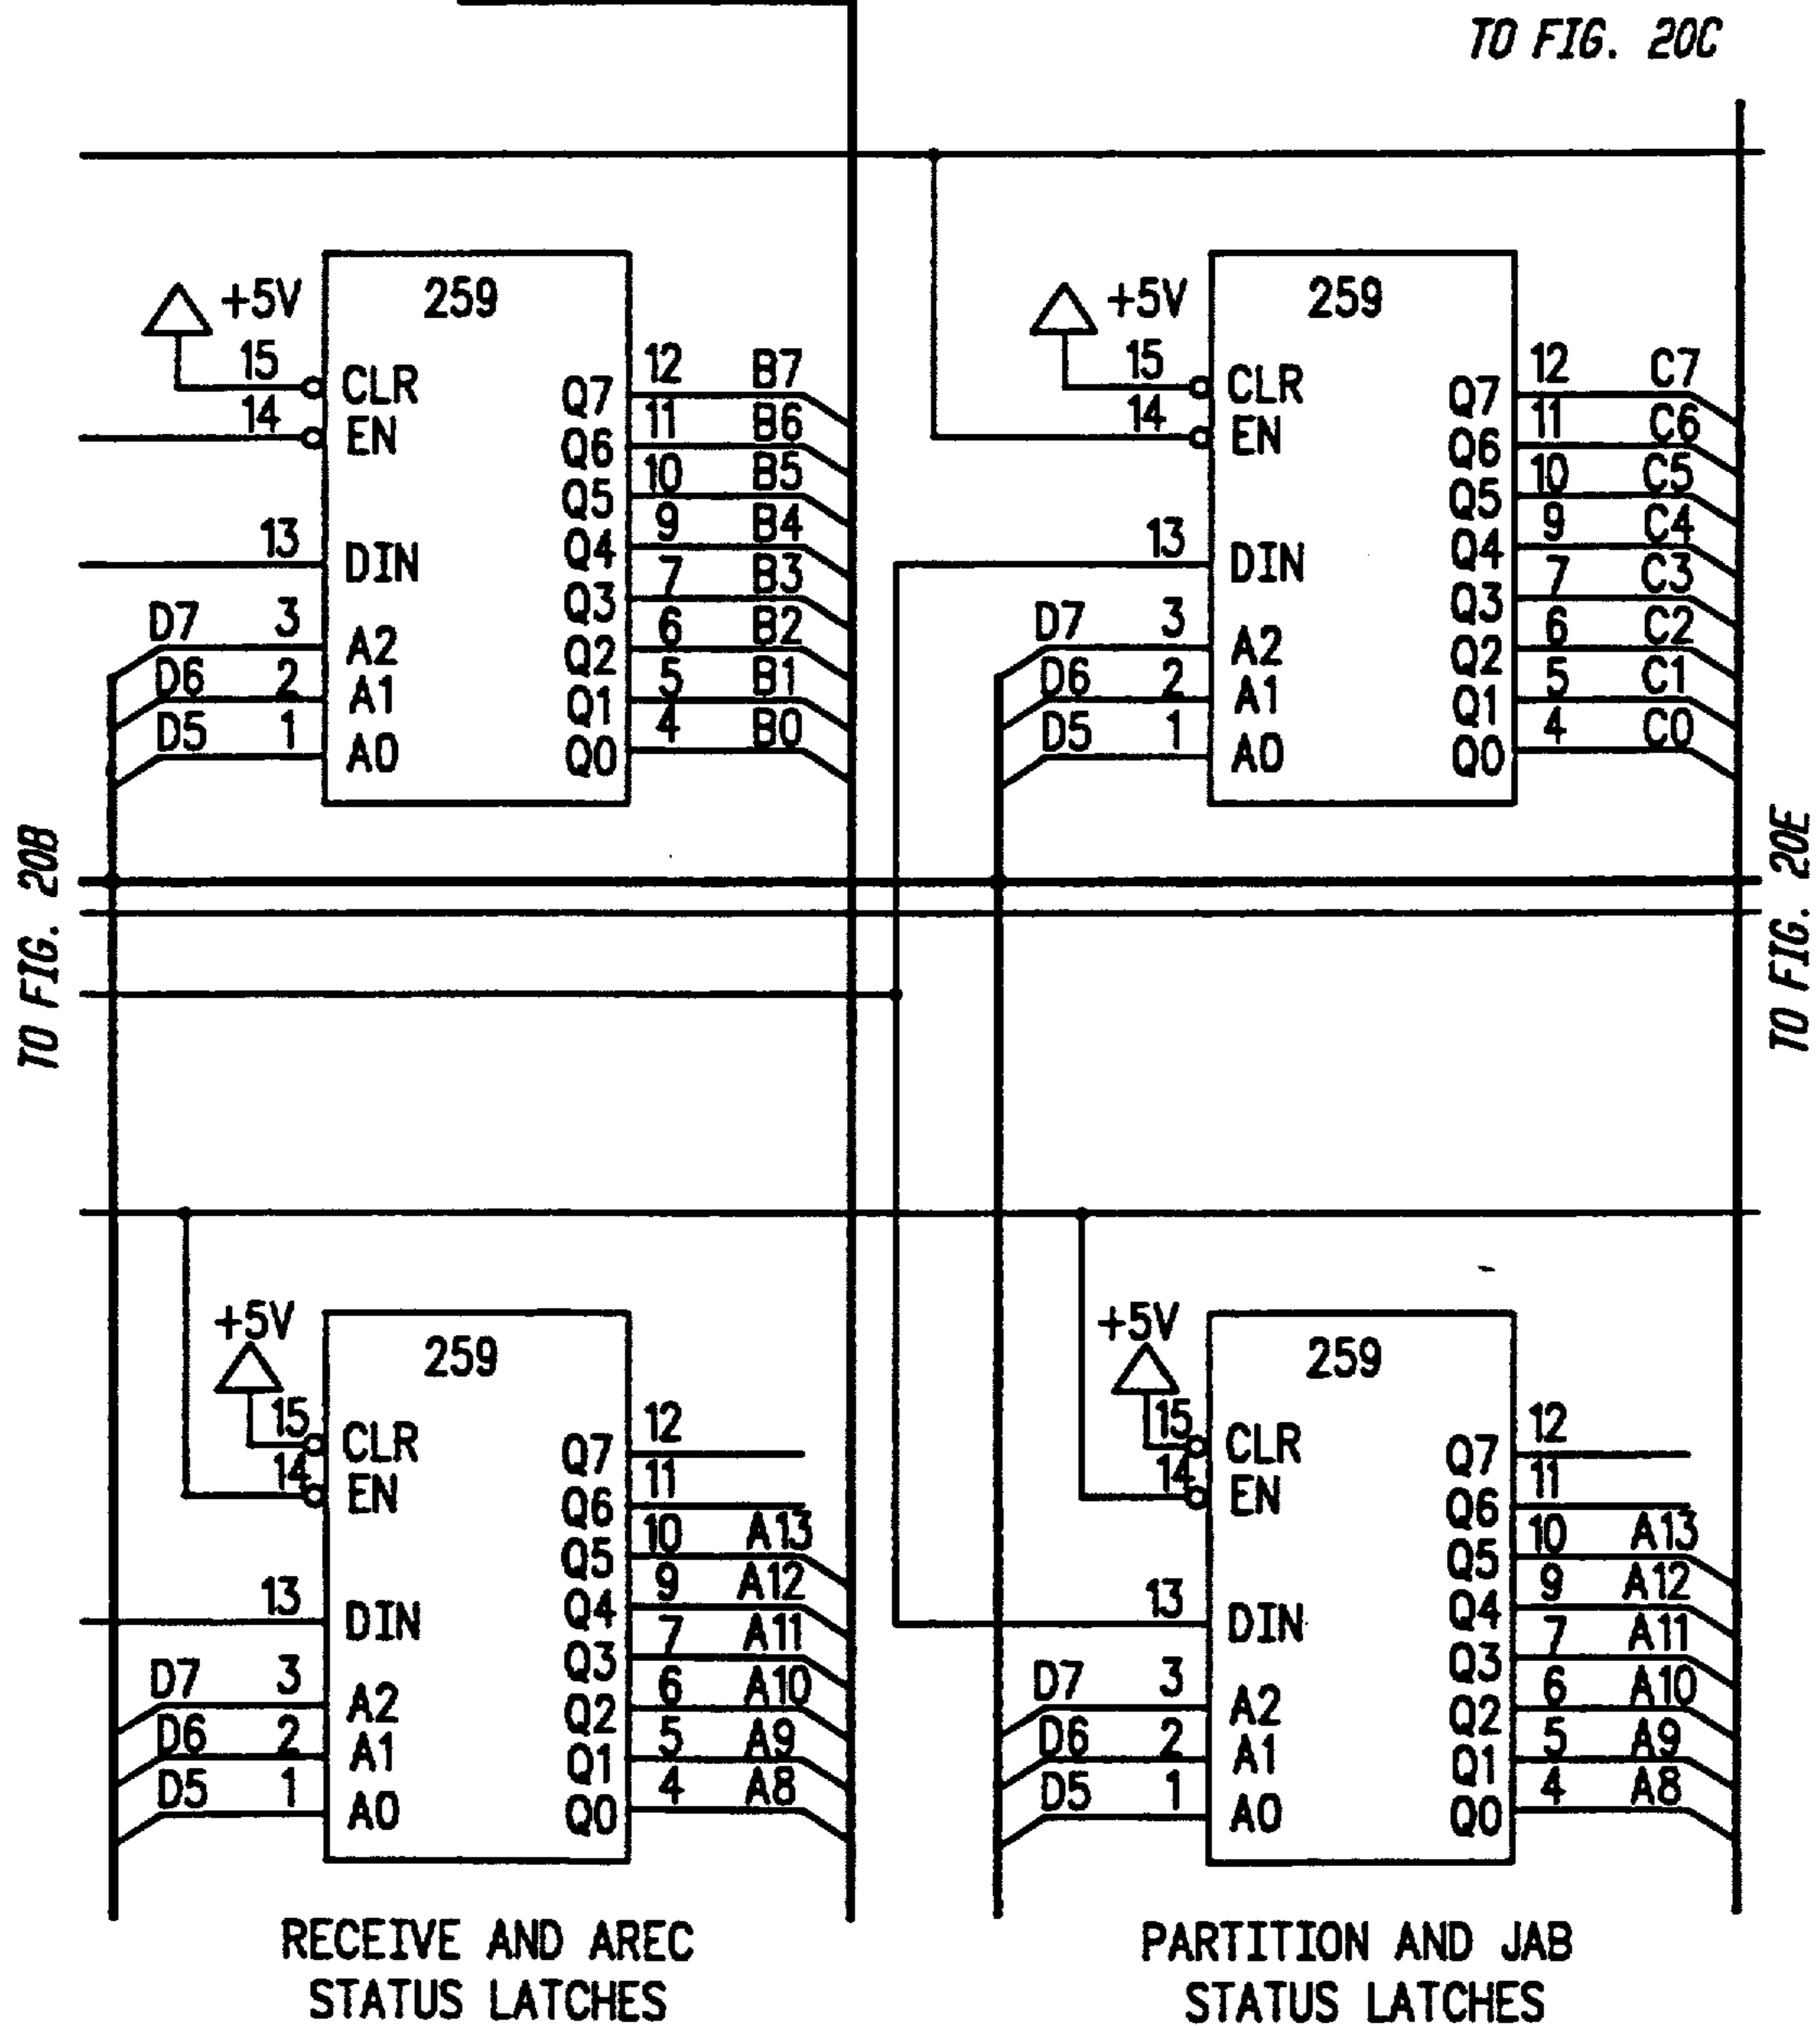 TO FIG. 20C
+5V
259
15
CLR
14
EN
13
DIN
D7 3 A2
D6 2 A1
D5 1 A0
Q7 12 B7
Q6 11 B6
Q5 10 B5
Q4 9 B4
Q3 7 B3
Q2 6 B2
Q1 5 B1
Q0 4 B0
+5V
259
15
CLR
14
EN
13
DIN
D7 3 A2
D6 2 A1
D5 1 A0
Q7 12 C7
Q6 11 C6
Q5 10 C5
Q4 9 C4
Q3 7 C3
Q2 6 C2
Q1 5 C1
Q0 4 C0
TO FIG. 20B
TO FIG. 20E
+5V
259
15
CLR
14
EN
13
DIN
D7 3 A2
D6 2 A1
D5 1 A0
Q7 12
Q6 11
Q5 10 A13
Q4 9 A12
Q3 7 A11
Q2 6 A10
Q1 5 A9
Q0 4 A8
RECEIVE AND AREC
STATUS LATCHES
+5V
259
15
CLR
14
EN
13
DIN
D7 3 A2
D6 2 A1
D5 1 A0
Q7 12
Q6 11
Q5 10 A13
Q4 9 A12
Q3 7 A11
Q2 6 A10
Q1 5 A9
Q0 4 A8
PARTITION AND JAB
STATUS LATCHES